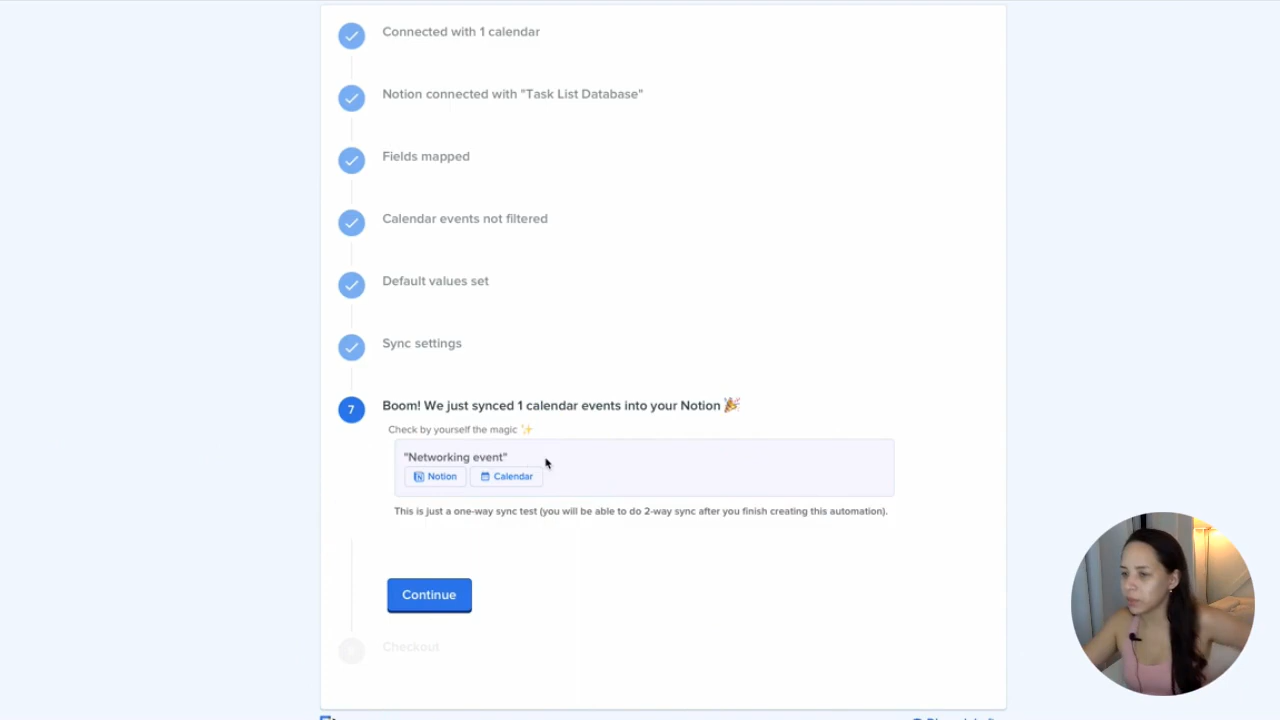 Connected with 1 calendar
Notion connected with "Task List Database"
Fields mapped
Calendar events not filtered
Default values set
Sync settings
7
Boom! We just synced 1 calendar events into your Notion 🎉
Check by yourself the magic ✨
"Networking event"
Notion
Calendar
This is just a one-way sync test (you will be able to do 2-way sync after you finish creating this automation).
Continue
Checkout